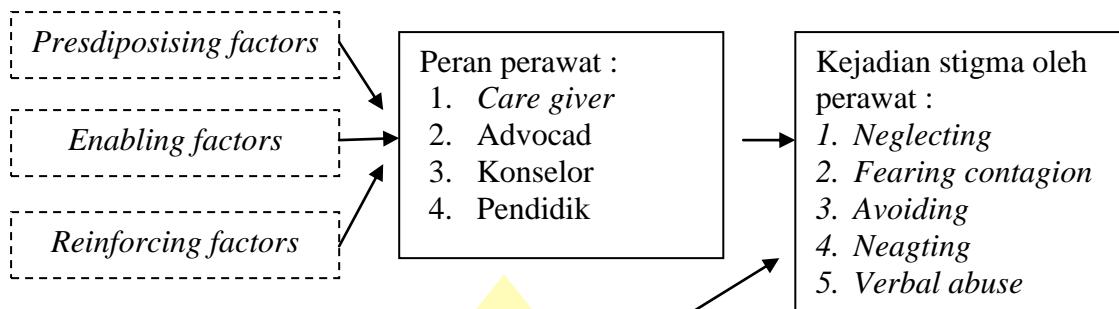 Presdiposising factors
Enabling factors
Reinforcing factors
Peran perawat :
1. Care giver
2. Advocad
3. Konselor
4. Pendidik
Kejadian stigma oleh
perawat :
1. Neglecting
2. Fearing contagion
3. Avoiding
4. Neagting
5. Verbal abuse